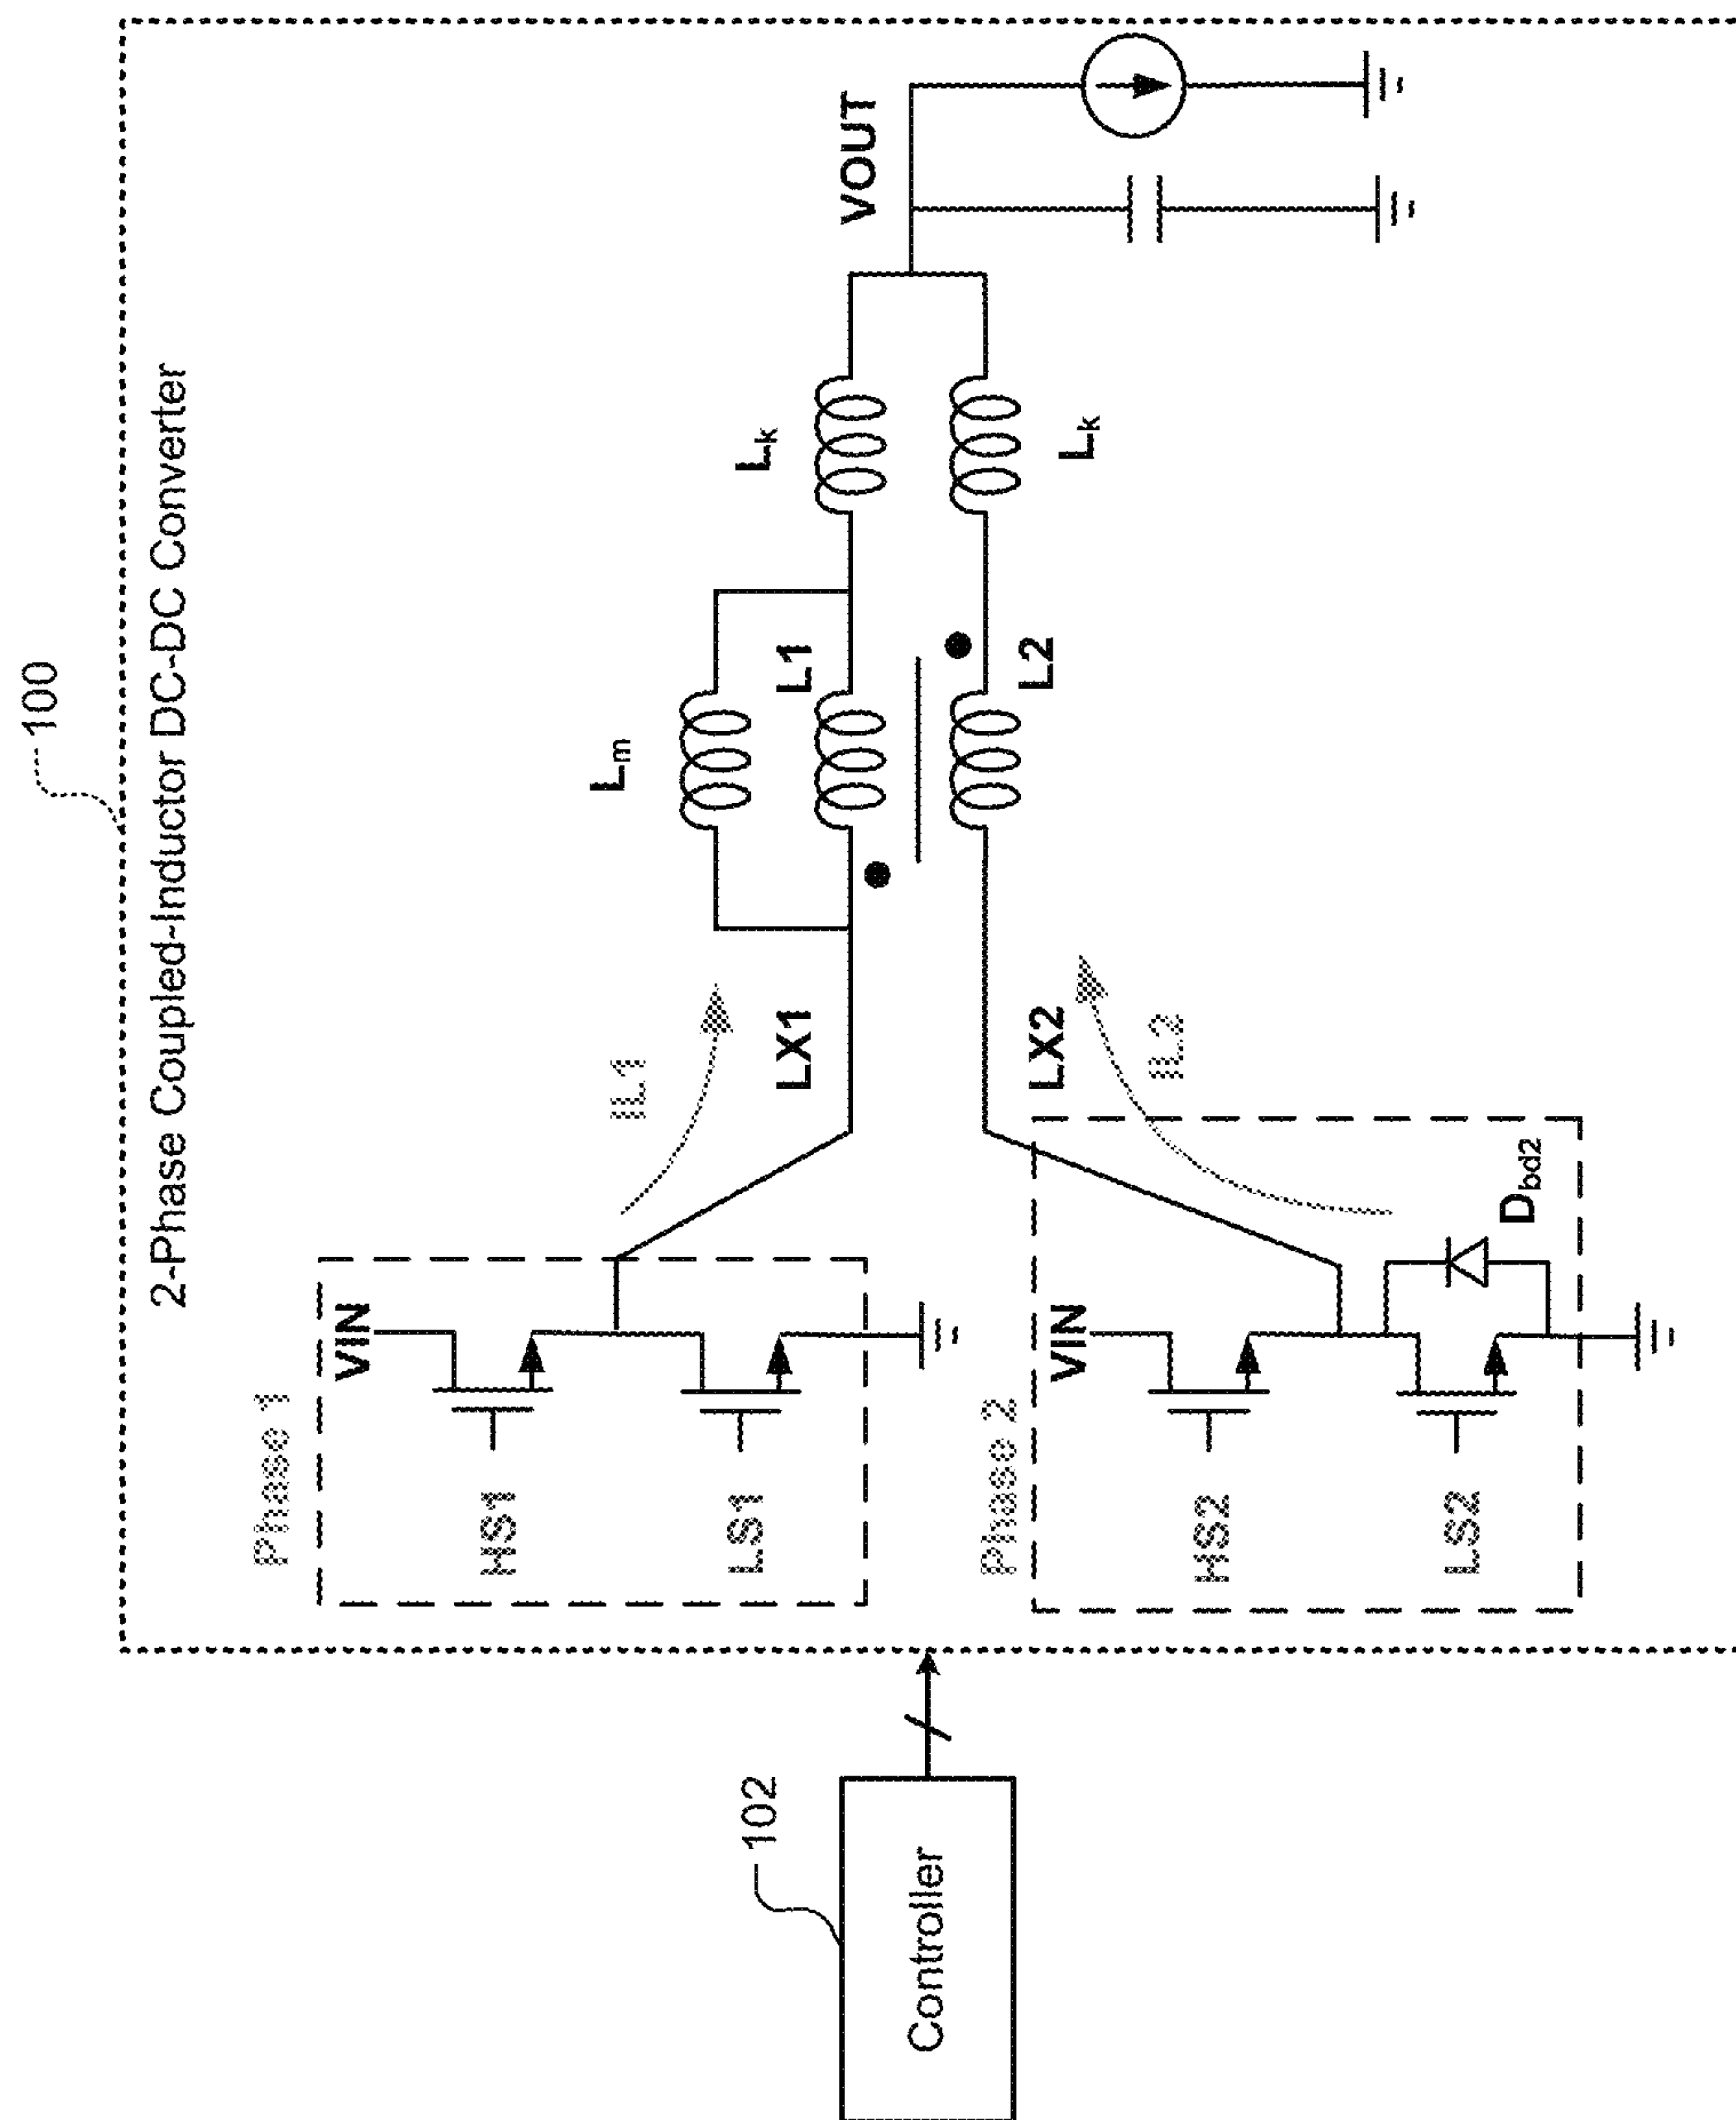 100
2-Phase Coupled-Inductor DC-DC Converter
102
Controller
Phase 1
VIN
HS1
LS1
IL1
LX1
Lm
L1
Lk
VOUT
Phase 2
VIN
HS2
LS2
Dbd2
IL2
LX2
L2
Lk